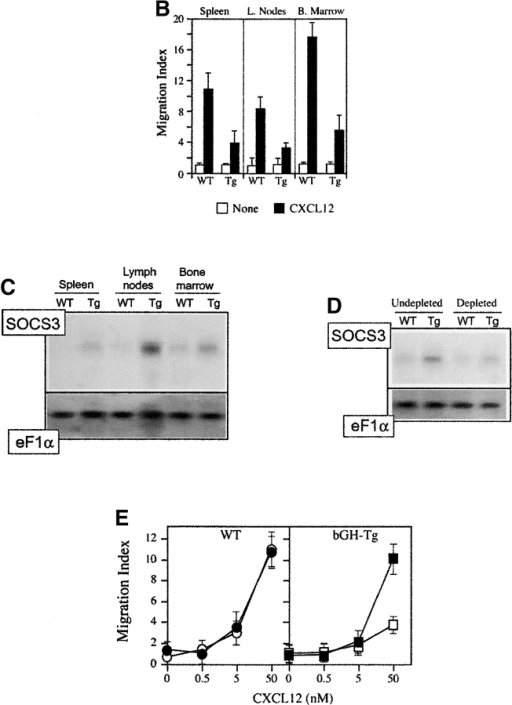 B
Spleen L. Nodes B. Marrow
Migration Index
20
16
12
8
4
0
WT Tg WT Tg WT Tg
None CXCL12
C
Spleen Lymph nodes Bone marrow
WT Tg WT Tg WT Tg
SOCS3
eF1α
D
Undepleted Depleted
WT Tg WT Tg
SOCS3
eF1α
E
WT bGH-Tg
Migration Index
12
10
8
6
4
2
0
0 0.5 5 50 0 0.5 5 50
CXCL12 (nM)